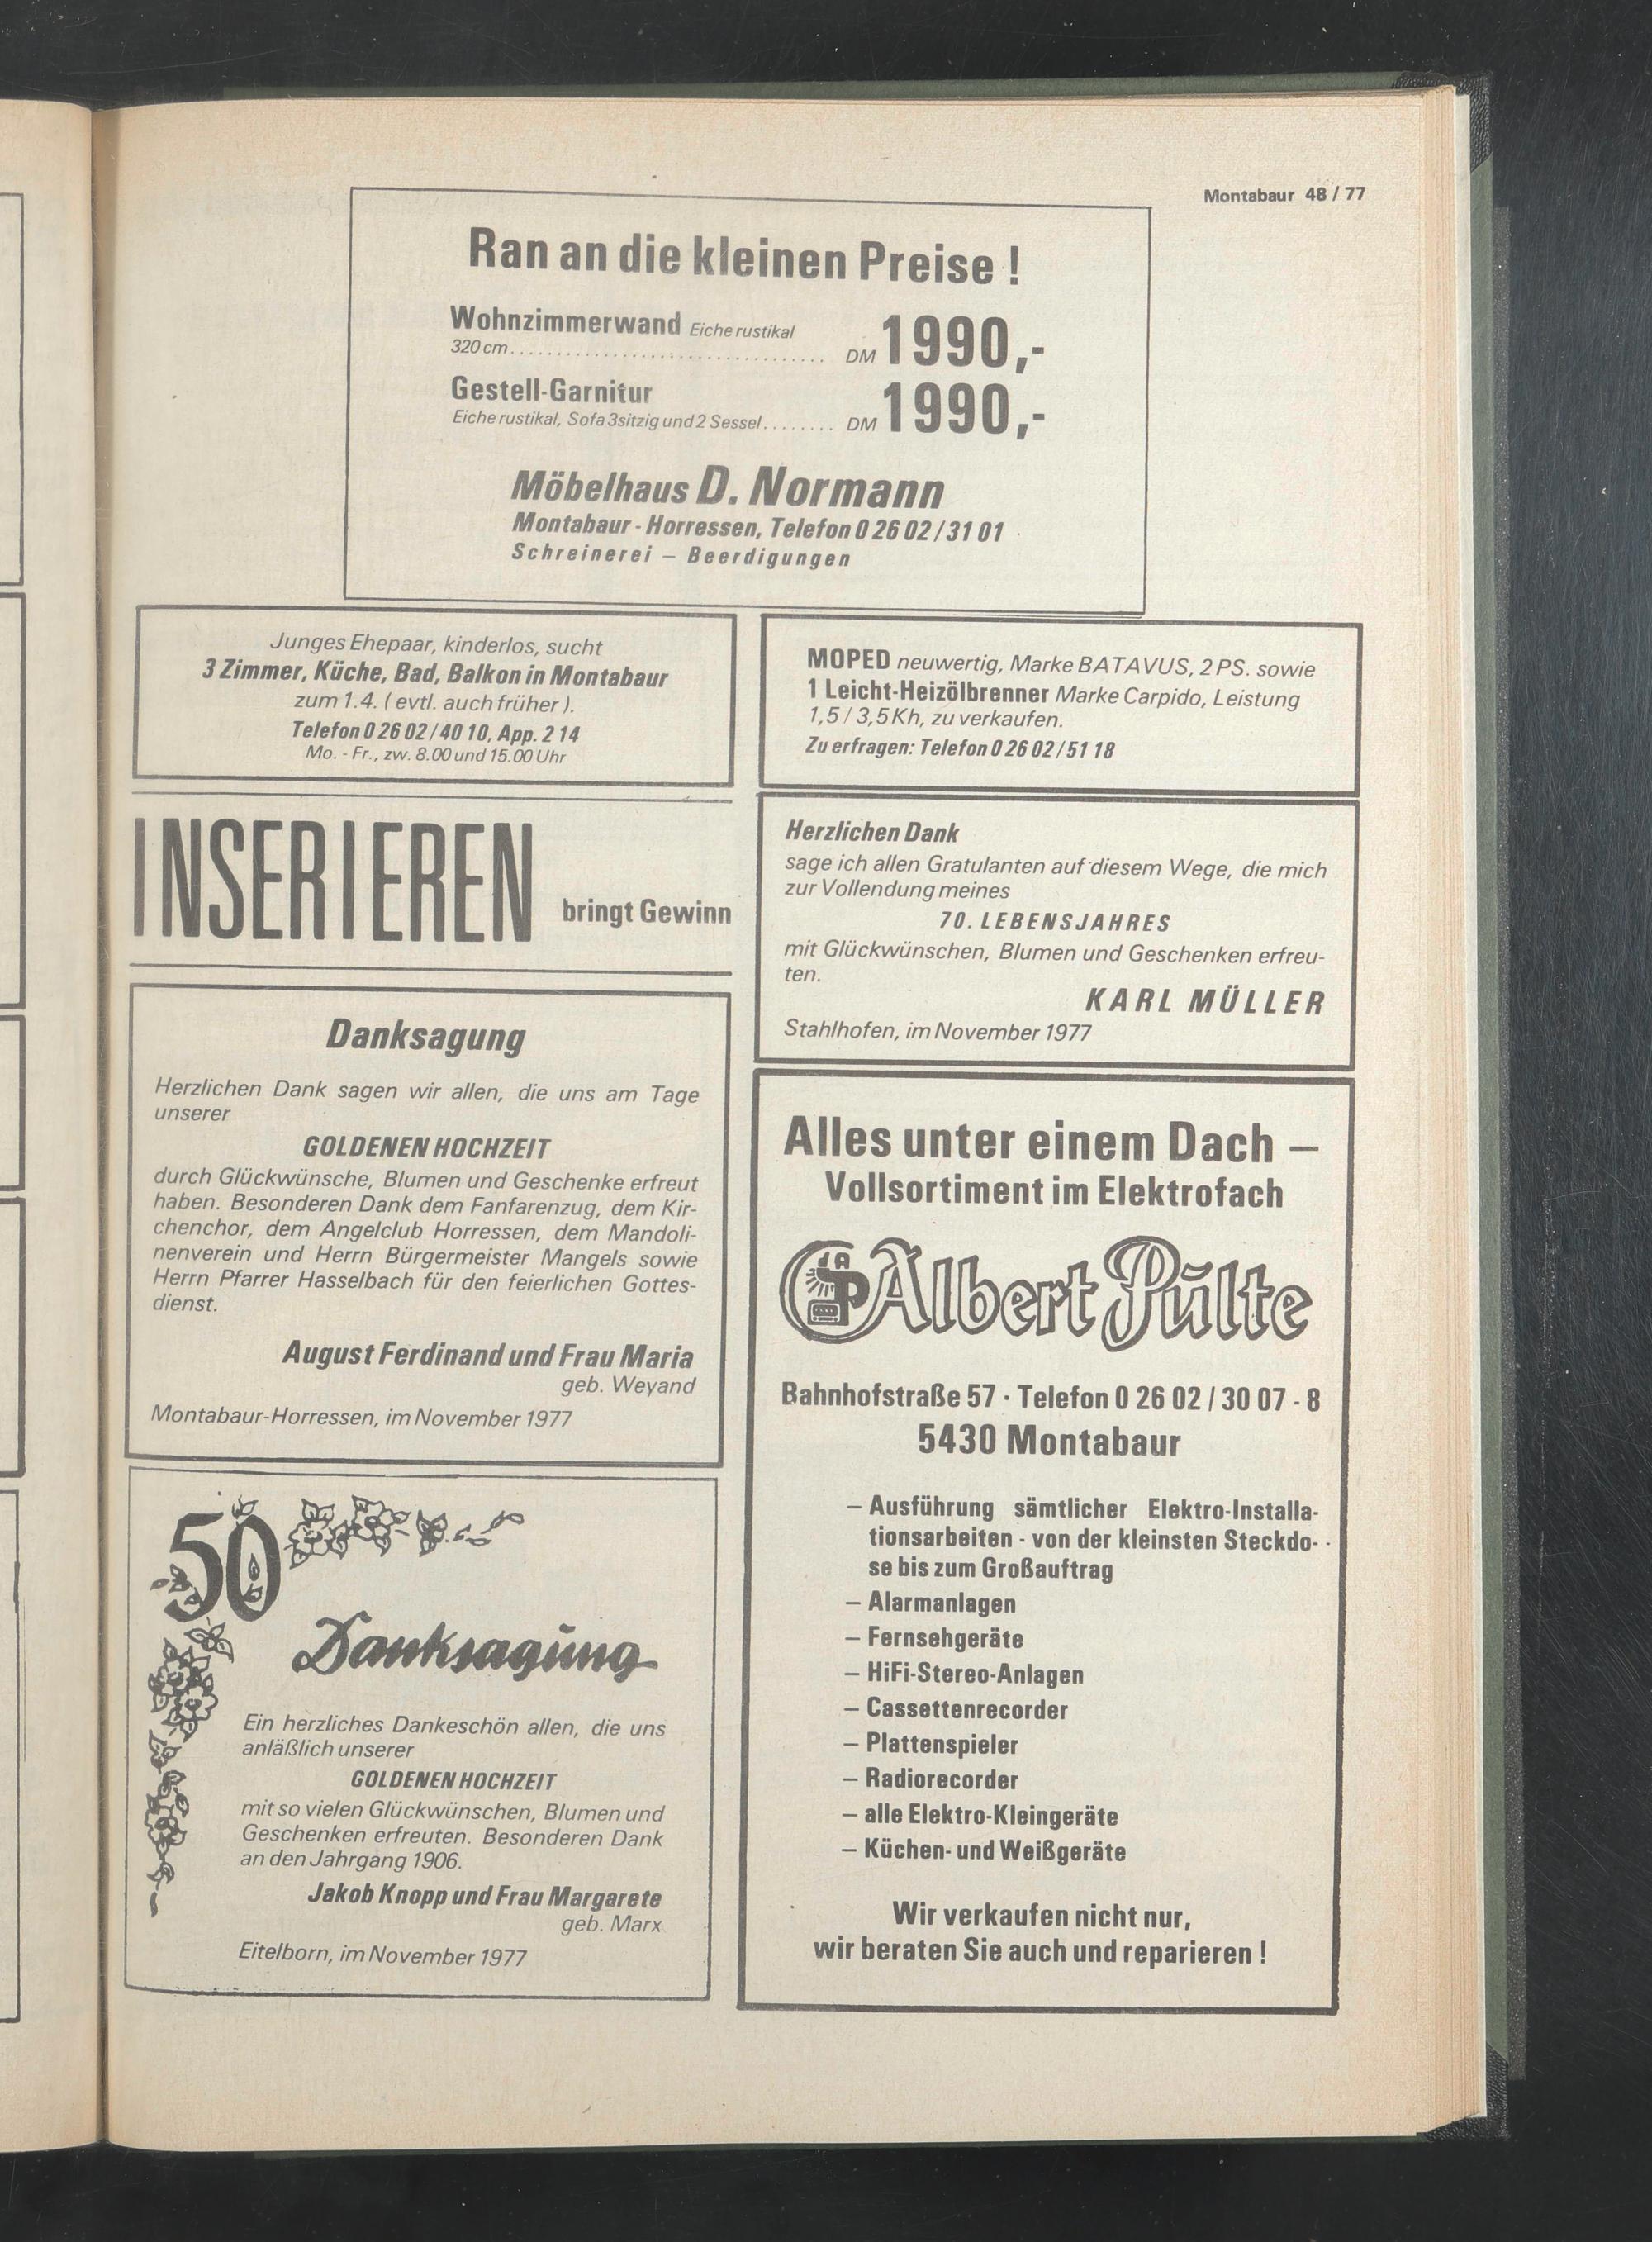 Montabaur 48 / 77
Ran an die kleinen Preise !
Wohnzimmerwand Eiche rustikal
320 cm................................... DM 1990,-
Gestell-Garnitur
Eiche rustikal, Sofa 3sitzig und 2 Sessel........ DM 1990,-
Möbelhaus D. Normann
Montabaur - Horressen, Telefon 0 26 02 / 31 01
Schreinerei – Beerdigungen
Junges Ehepaar, kinderlos, sucht
3 Zimmer, Küche, Bad, Balkon in Montabaur
zum 1.4. ( evtl. auch früher ).
Telefon 0 26 02 / 40 10, App. 2 14
Mo. - Fr., zw. 8.00 und 15.00 Uhr
INSERIEREN bringt Gewinn
Danksagung
Herzlichen Dank sagen wir allen, die uns am Tage
unserer
GOLDENEN HOCHZEIT
durch Glückwünsche, Blumen und Geschenke erfreut
haben. Besonderen Dank dem Fanfarenzug, dem Kir-
chenchor, dem Angelclub Horressen, dem Mandoli-
nenverein und Herrn Bürgermeister Mangels sowie
Herrn Pfarrer Hasselbach für den feierlichen Gottes-
dienst.
August Ferdinand und Frau Maria
geb. Weyand
Montabaur-Horressen, im November 1977
50
Danksagung
Ein herzliches Dankeschön allen, die uns
anläßlich unserer
GOLDENEN HOCHZEIT
mit so vielen Glückwünschen, Blumen und
Geschenken erfreuten. Besonderen Dank
an den Jahrgang 1906.
Jakob Knopp und Frau Margarete
geb. Marx
Eitelborn, im November 1977
MOPED neuwertig, Marke BATAVUS, 2 PS. sowie
1 Leicht-Heizölbrenner Marke Carpido, Leistung
1,5 / 3,5 Kh, zu verkaufen.
Zu erfragen: Telefon 0 26 02 / 51 18
Herzlichen Dank
sage ich allen Gratulanten auf diesem Wege, die mich
zur Vollendung meines
70. LEBENSJAHRES
mit Glückwünschen, Blumen und Geschenken erfreu-
ten.
KARL MÜLLER
Stahlhofen, im November 1977
Alles unter einem Dach –
Vollsortiment im Elektrofach
AP Albert Pülte
Bahnhofstraße 57 · Telefon 0 26 02 / 30 07 - 8
5430 Montabaur
– Ausführung sämtlicher Elektro-Installa-
tionsarbeiten - von der kleinsten Steckdo-
se bis zum Großauftrag
– Alarmanlagen
– Fernsehgeräte
– HiFi-Stereo-Anlagen
– Cassettenrecorder
– Plattenspieler
– Radiorecorder
– alle Elektro-Kleingeräte
– Küchen- und Weißgeräte
Wir verkaufen nicht nur,
wir beraten Sie auch und reparieren !